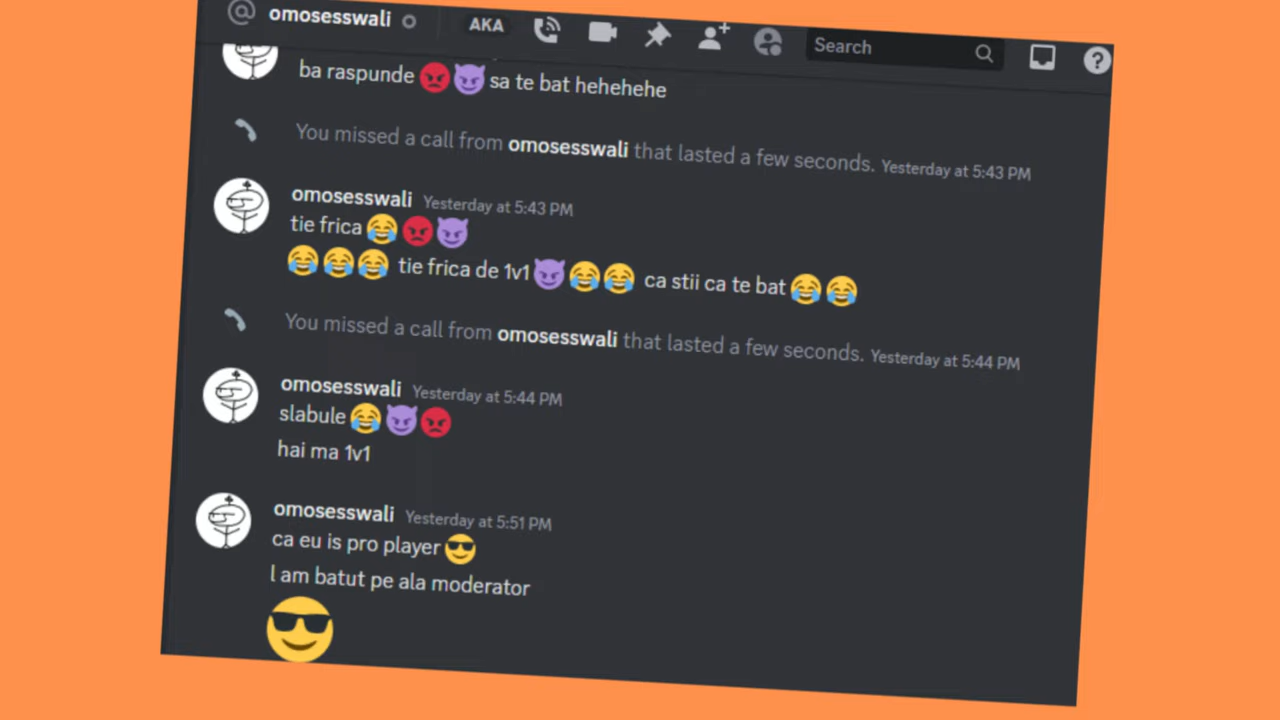 @ omosesswali AKA Search ?
ba raspunde 😡😈 sa te bat hehehehe
You missed a call from omosesswali that lasted a few seconds. Yesterday at 5:43 PM
omosesswali Yesterday at 5:43 PM
tie frica 😂😡😈
😂😂😂 tie frica de 1v1😈😂😂 ca stii ca te bat 😂😂
You missed a call from omosesswali that lasted a few seconds. Yesterday at 5:44 PM
omosesswali Yesterday at 5:44 PM
slabule 😂😈😡
hai ma 1v1
omosesswali Yesterday at 5:51 PM
ca eu is pro player 😎
l am batut pe ala moderator
😎